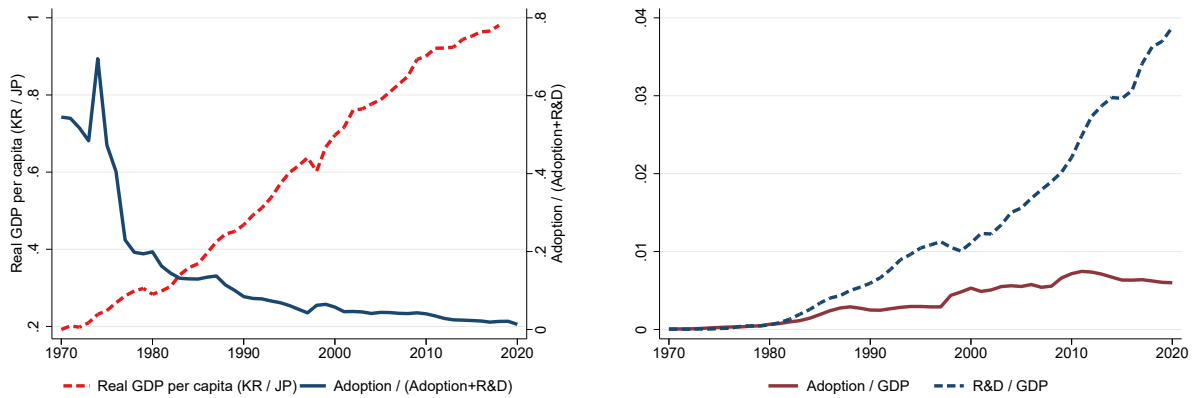 1
.8
.6
.4
.2
Real GDP per capita (KR / JP)
.8
.6
.4
.2
0
Adoption / (Adoption+R&D)
1970 1980 1990 2000 2010 2020
Real GDP per capita (KR / JP) Adoption / (Adoption+R&D)
.04
.03
.02
.01
0
1970 1980 1990 2000 2010 2020
Adoption / GDP R&D / GDP